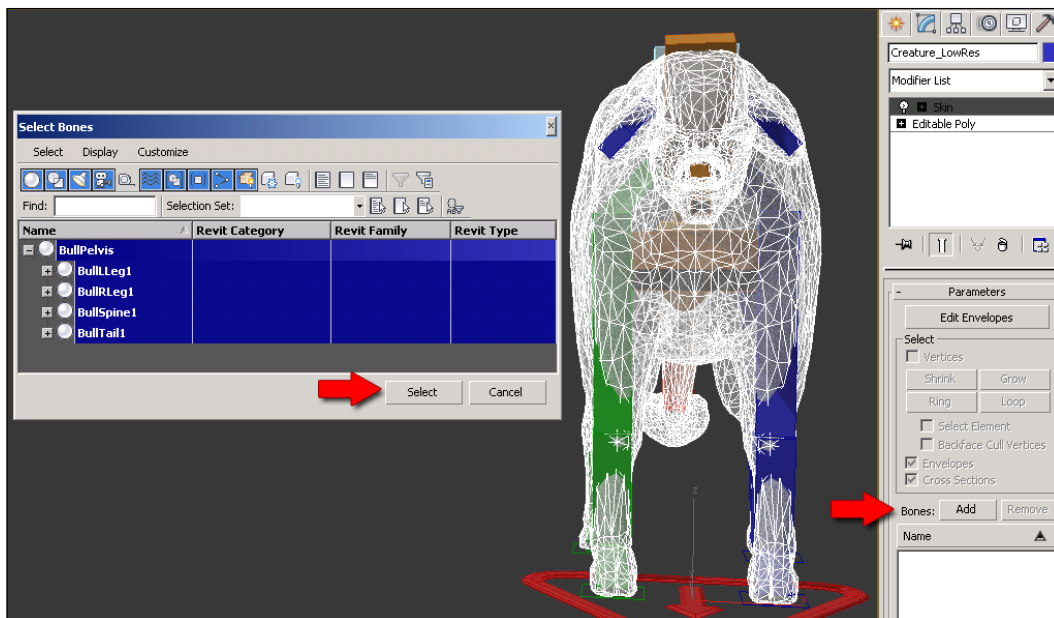 Select Bones
Select Display Customize
Find: Selection Set:
Name Revit Category Revit Family Revit Type
BullPelvis
BullLLeg1
BullRLeg1
BullSpine1
BullTail1
Select Cancel
z
Creature_LowRes
Modifier List
Skin
Editable Poly
- Parameters
Edit Envelopes
Select
Vertices
Shrink Grow
Ring Loop
Select Element
Backface Cull Vertices
Envelopes
Cross Sections
Bones: Add Remove
Name